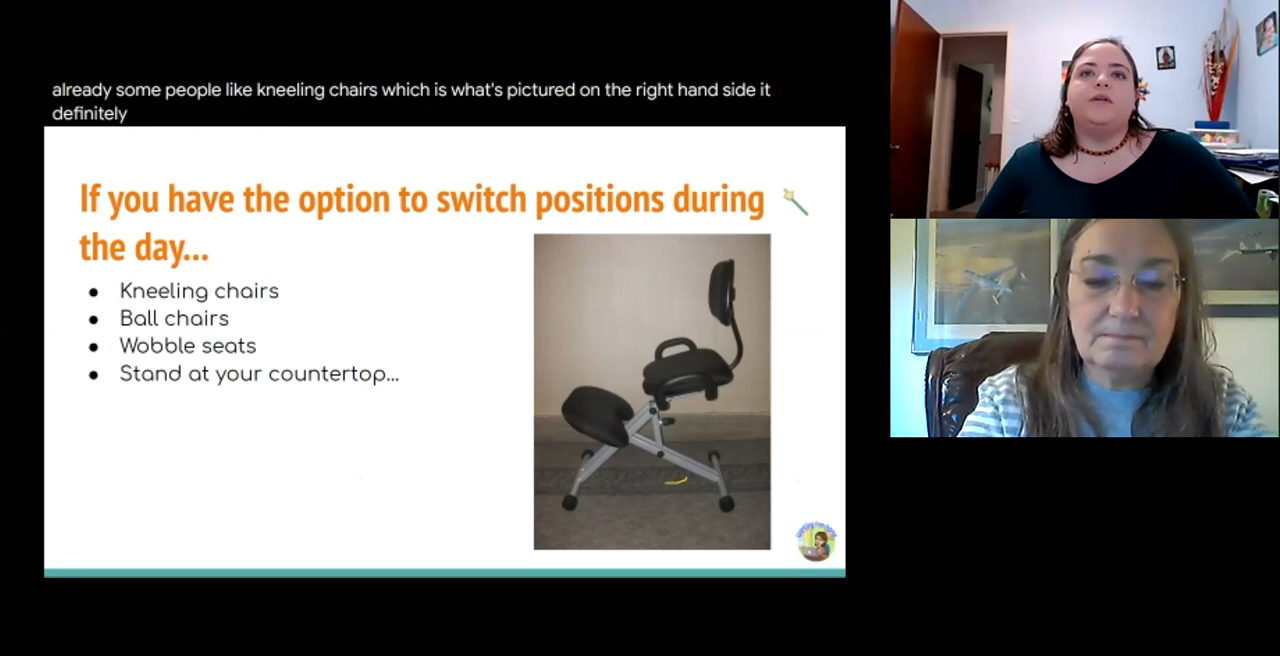 already some people like kneeling chairs which is what's pictured on the right hand side it
definitely
If you have the option to switch positions during
the day...
● Kneeling chairs
● Ball chairs
● Wobble seats
● Stand at your countertop...